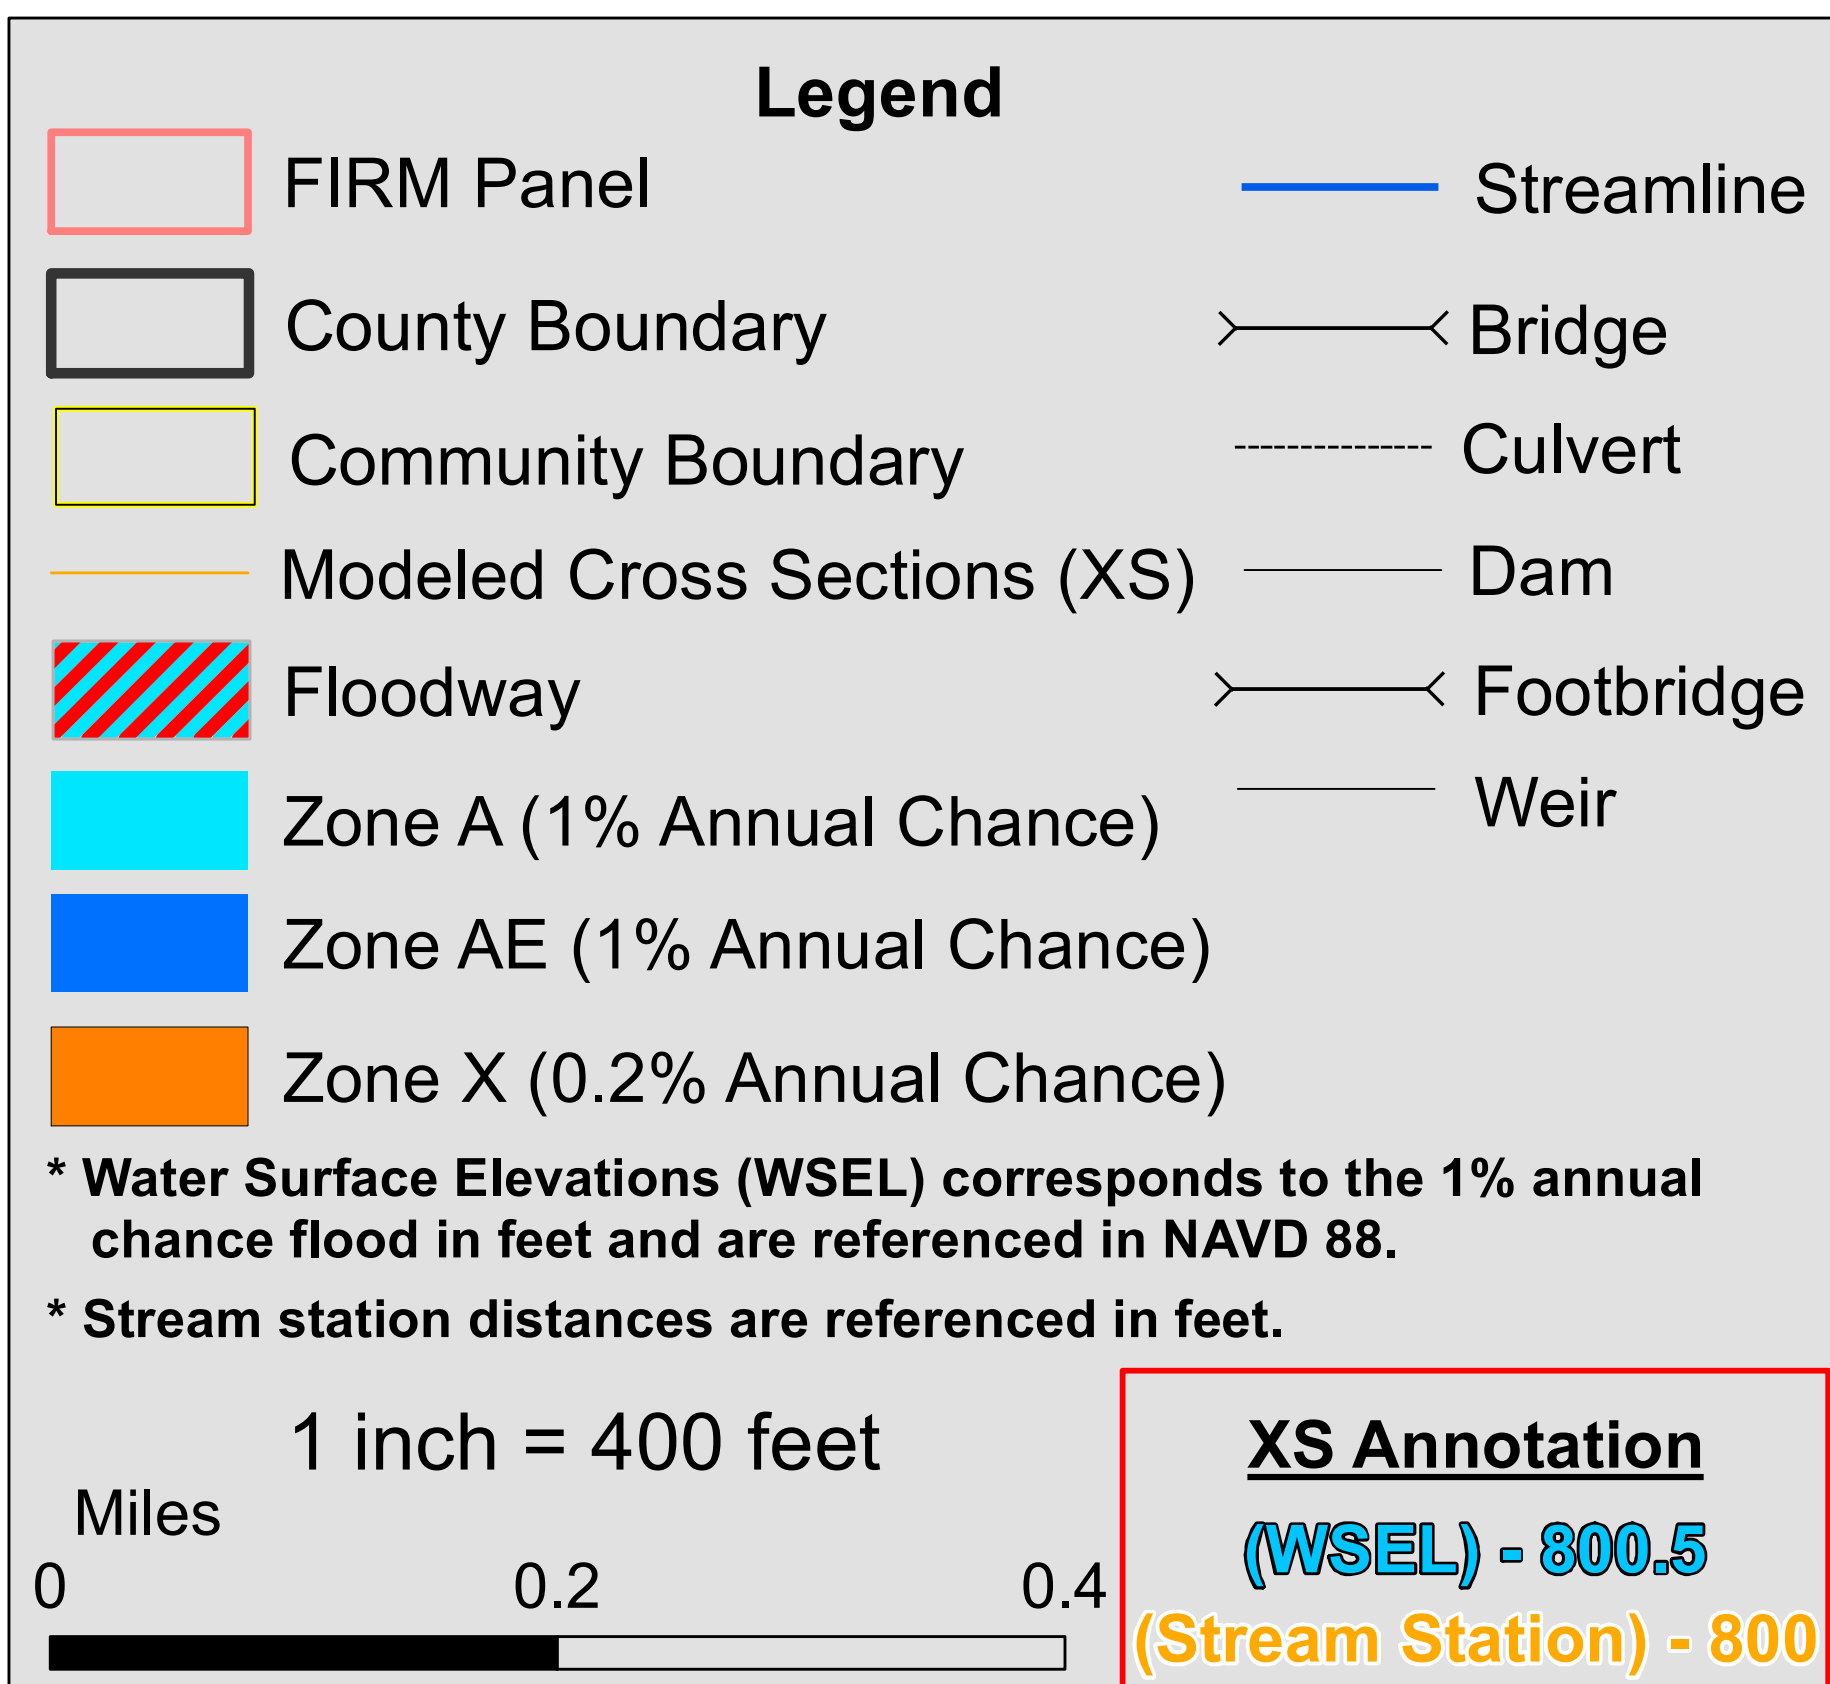 Legend
FIRM Panel
County Boundary
Community Boundary
Modeled Cross Sections (XS)
Floodway
Zone A (1% Annual Chance)
Zone AE (1% Annual Chance)
Zone X (0.2% Annual Chance)
Streamline
Bridge
Culvert
Dam
Footbridge
Weir
* Water Surface Elevations (WSEL) corresponds to the 1% annual
chance flood in feet and are referenced in NAVD 88.
* Stream station distances are referenced in feet.
1 inch = 400 feet
Miles
0 0.2 0.4
XS Annotation
(WSEL) - 800.5
(Stream Station) - 800